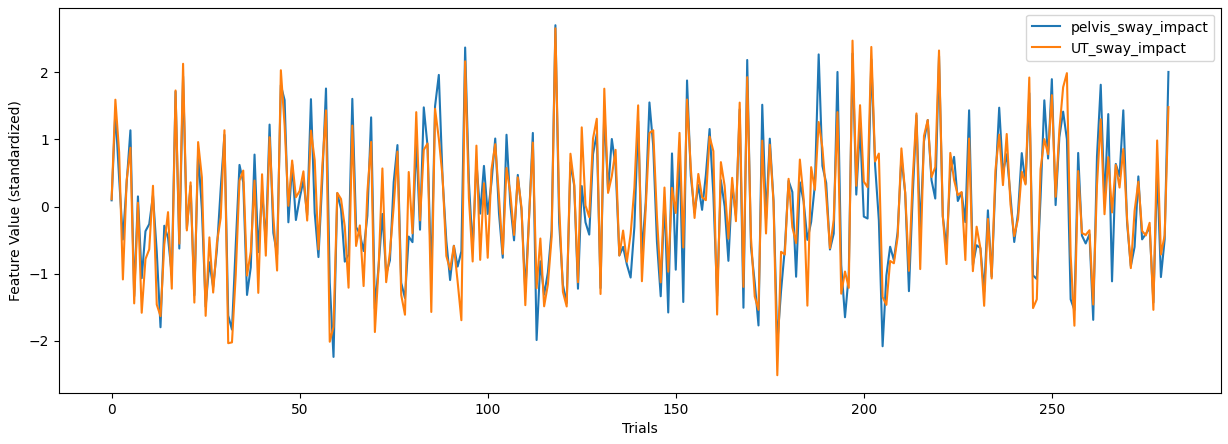 pelvis_sway_impact
UT_sway_impact
Feature Value (standardized)
2
1
0
−1
−2
0
50
100
150
200
250
Trials